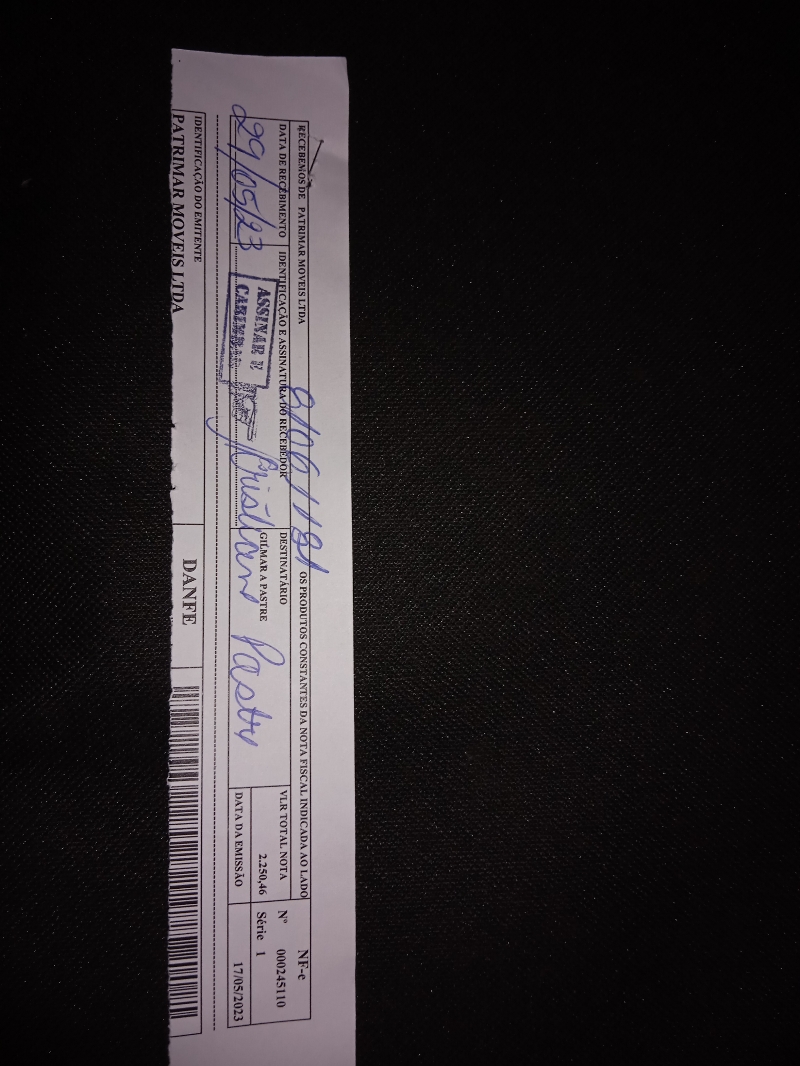 RECEBEMOS DE PATRIMAR MOVEIS LTDA OS PRODUTOS CONSTANTES DA NOTA FISCAL INDICADA AO LADO
DATA DE RECEBIMENTO
29/05/23
IDENTIFICAÇÃO E ASSINATURA DO RECEBEDOR
ASSINAR E
CARIMBAR
DESTINATÁRIO
GILMAR A PASTRE
VLR TOTAL NOTA
2.250,46
DATA DA EMISSÃO
17/05/2023
NF-e
Nº 000245110
Série 1
IDENTIFICAÇÃO DO EMITENTE
PATRIMAR MOVEIS LTDA
DANFE